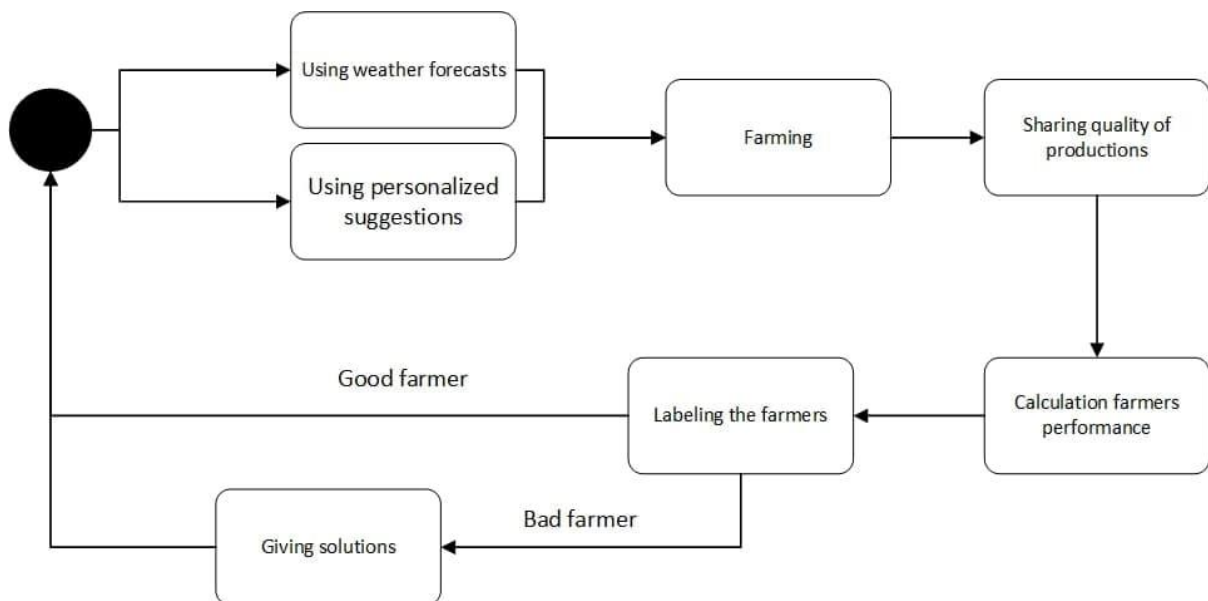 Using weather forecasts
Using personalized
suggestions
Farming
Sharing quality of
productions
Calculation farmers
performance
Labeling the farmers
Good farmer
Bad farmer
Giving solutions